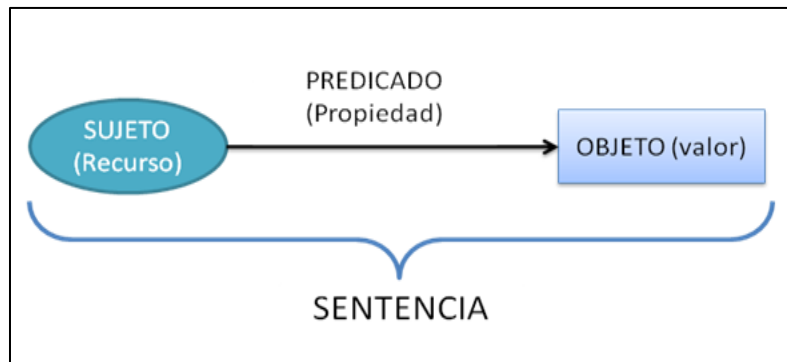 PREDICADO
(Propiedad)
SUJETO
(Recurso)
OBJETO (valor)
SENTENCIA